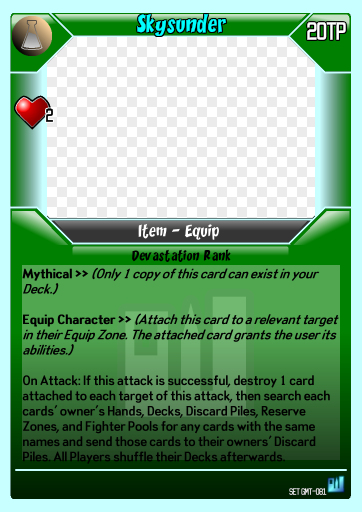 Skysunder
20TP
2
Item - Equip
Devastation Rank
Mythical >> (Only 1 copy of this card can exist in your
Deck.)
Equip Character >> (Attach this card to a relevant target
in their Equip Zone. The attached card grants the user its
abilities.)
On Attack: If this attack is successful, destroy 1 card
attached to each target of this attack, then search each
cards' owner's Hands, Decks, Discard Piles, Reserve
Zones, and Fighter Pools for any cards with the same
names and send those cards to their owners' Discard
Piles. All Players shuffle their Decks afterwards.
SET GMT-081